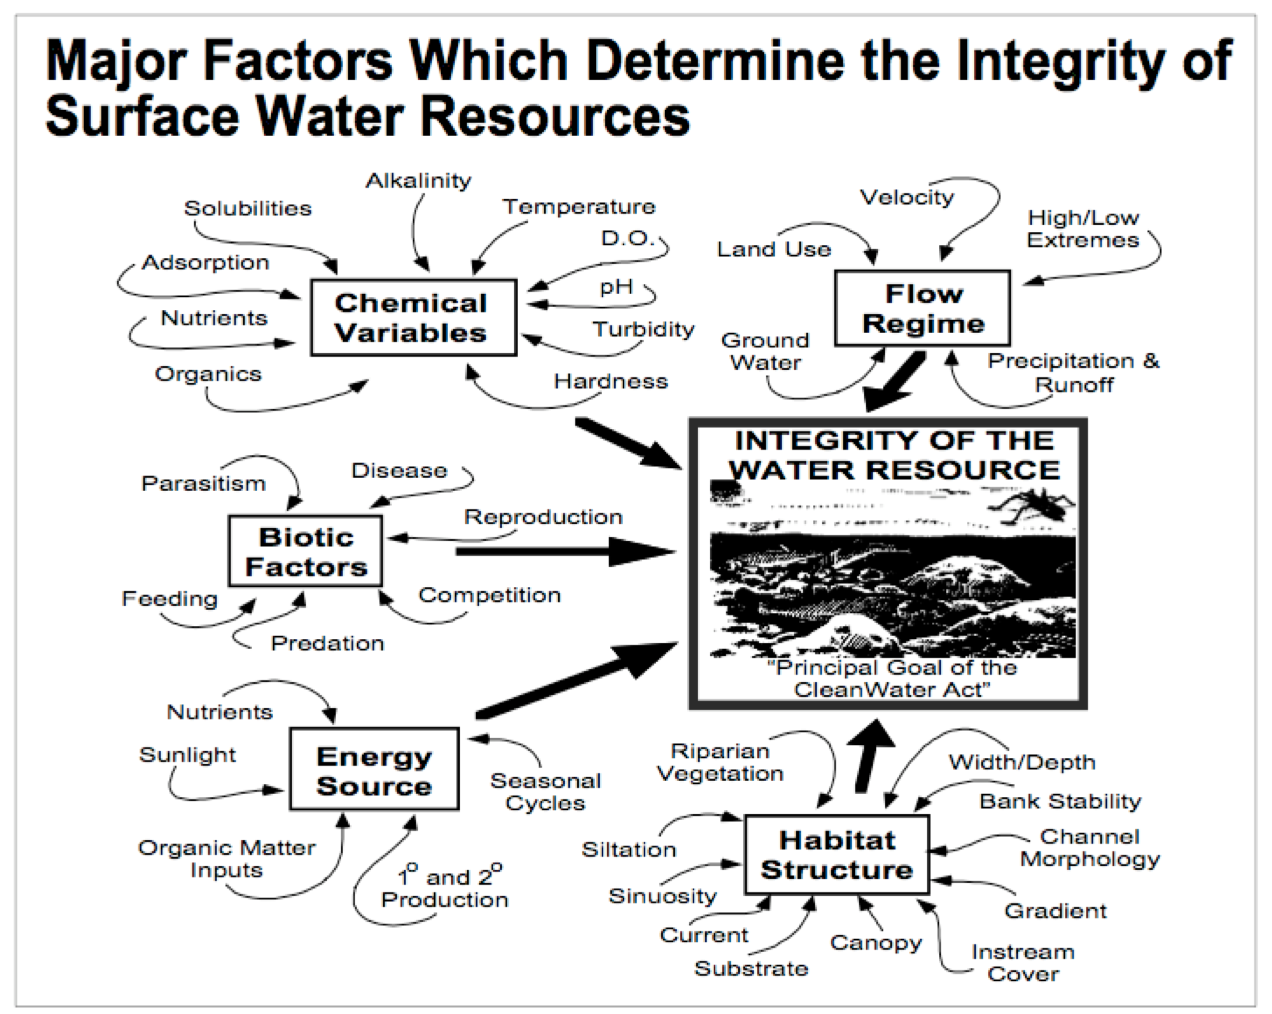 Major Factors Which Determine the Integrity of
Surface Water Resources
Alkalinity
Solubilities
Temperature
D.O.
Adsorption
pH
Nutrients
Turbidity
Organics
Hardness
Chemical
Variables
Velocity
High/Low
Extremes
Land Use
Flow
Regime
Ground
Water
Precipitation &
Runoff
INTEGRITY OF THE
WATER RESOURCE
"Principal Goal of the
CleanWater Act"
Parasitism
Disease
Reproduction
Biotic
Factors
Feeding
Predation
Competition
Nutrients
Sunlight
Energy
Source
Seasonal
Cycles
Organic Matter
Inputs
1° and 2°
Production
Riparian
Vegetation
Width/Depth
Bank Stability
Siltation
Habitat
Structure
Channel
Morphology
Sinuosity
Gradient
Current
Canopy
Substrate
Instream
Cover